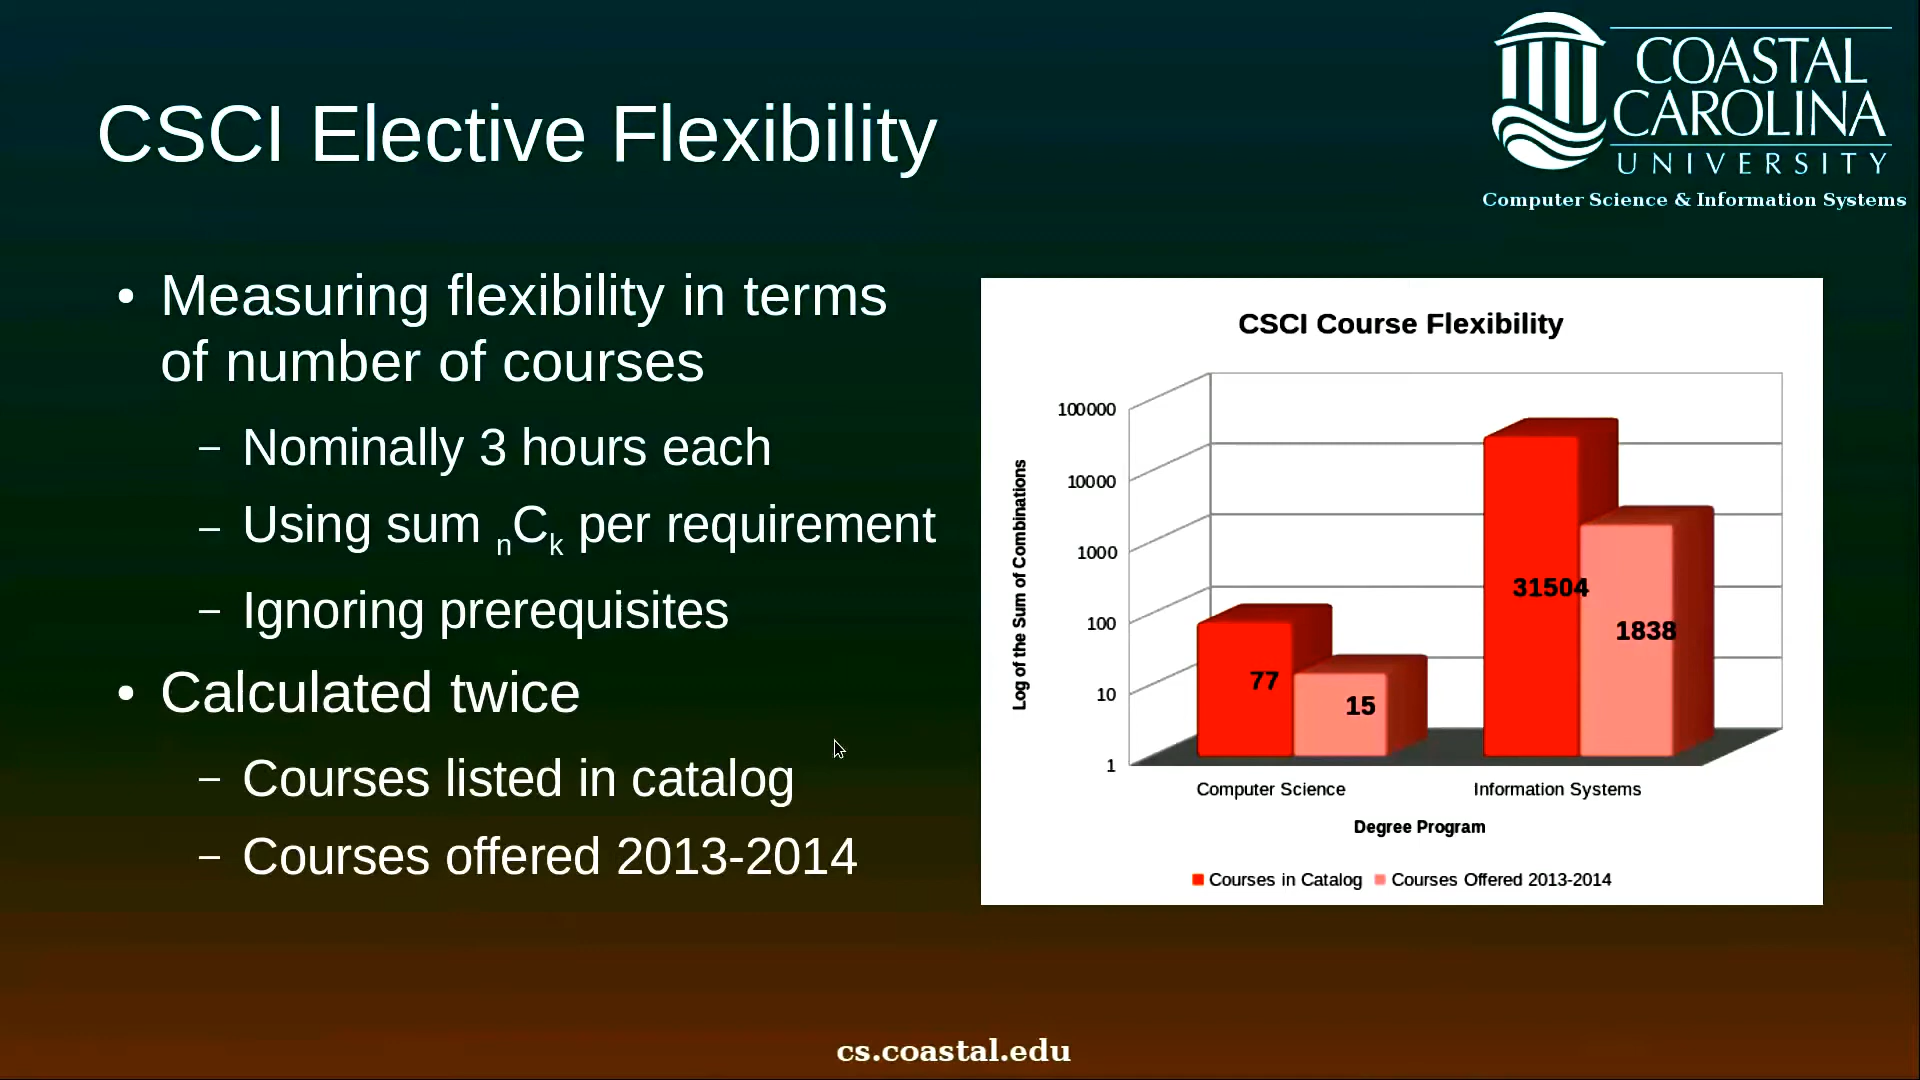 COASTAL
CAROLINA
UNIVERSITY
Computer Science & Information Systems
CSCI Elective Flexibility
• Measuring flexibility in terms
of number of courses
– Nominally 3 hours each
– Using sum nCk per requirement
– Ignoring prerequisites
• Calculated twice
– Courses listed in catalog
– Courses offered 2013-2014
CSCI Course Flexibility
Log of the Sum of Combinations
100000
10000
1000
100
10
1
77
15
31504
1838
Computer Science
Information Systems
Degree Program
Courses in Catalog
Courses Offered 2013-2014
cs.coastal.edu